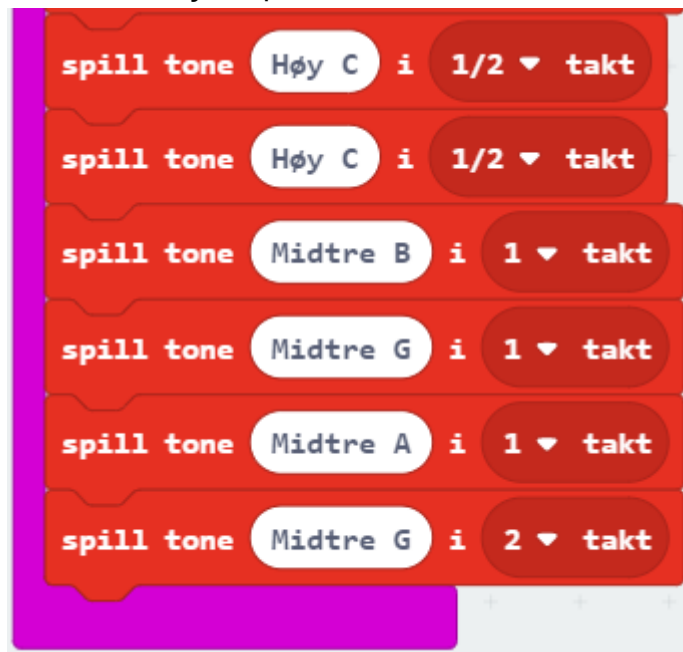 spill tone Høy C i 1/2 takt
spill tone Høy C i 1/2 takt
spill tone Midtre B i 1 takt
spill tone Midtre G i 1 takt
spill tone Midtre A i 1 takt
spill tone Midtre G i 2 takt